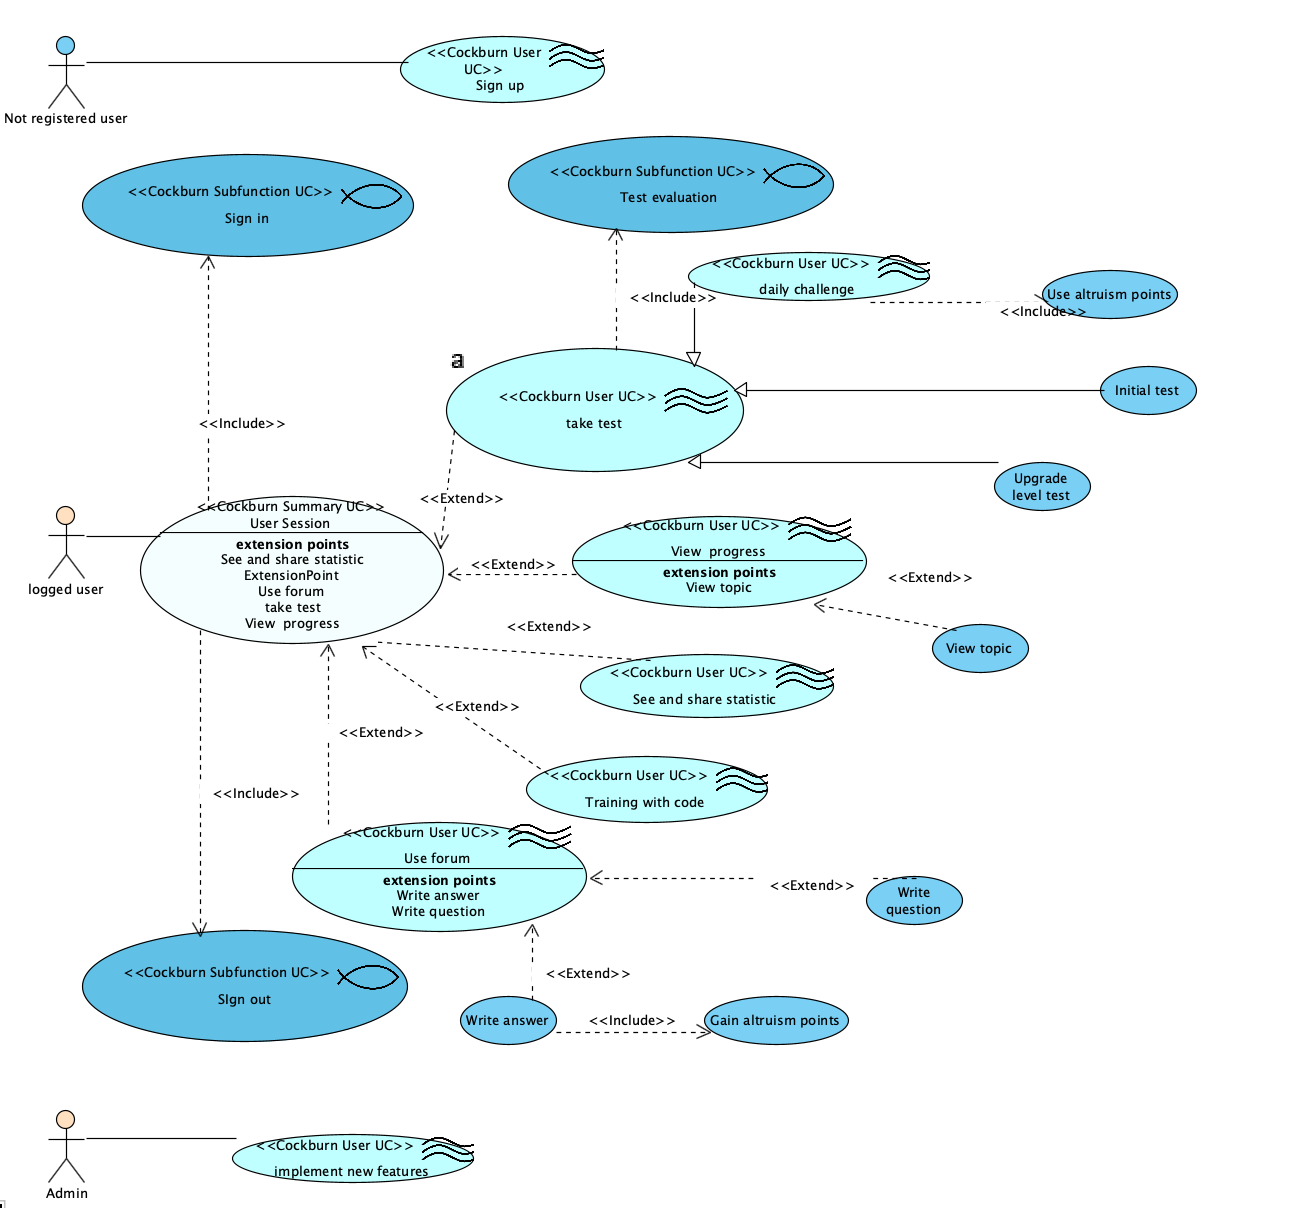 <<Cockburn User
UC>>
Sign up
Not registered user
<<Cockburn Subfunction UC>>
Sign in
<<Cockburn Subfunction UC>>
Test evaluation
<<Cockburn User UC>>
daily challenge
<<Include>>
Use altruism points
<<Include>>
a
<<Cockburn User UC>>
take test
Initial test
<<Include>>
Upgrade
level test
<<Extend>>
<<Cockburn Summary UC>>
User Session
extension points
See and share statistic
ExtensionPoint
Use forum
take test
View  progress
logged user
<<Cockburn User UC>>
View  progress
extension points
View topic
<<Extend>>
<<Extend>>
View topic
<<Extend>>
<<Cockburn User UC>>
See and share statistic
<<Extend>>
<<Extend>>
<<Cockburn User UC>>
Training with code
<<Include>>
<<Cockburn User UC>>
Use forum
extension points
Write answer
Write question
<<Extend>>
Write
question
<<Cockburn Subfunction UC>>
SIgn out
<<Extend>>
Write answer
<<Include>>
Gain altruism points
<<Cockburn User UC>>
implement new features
Admin